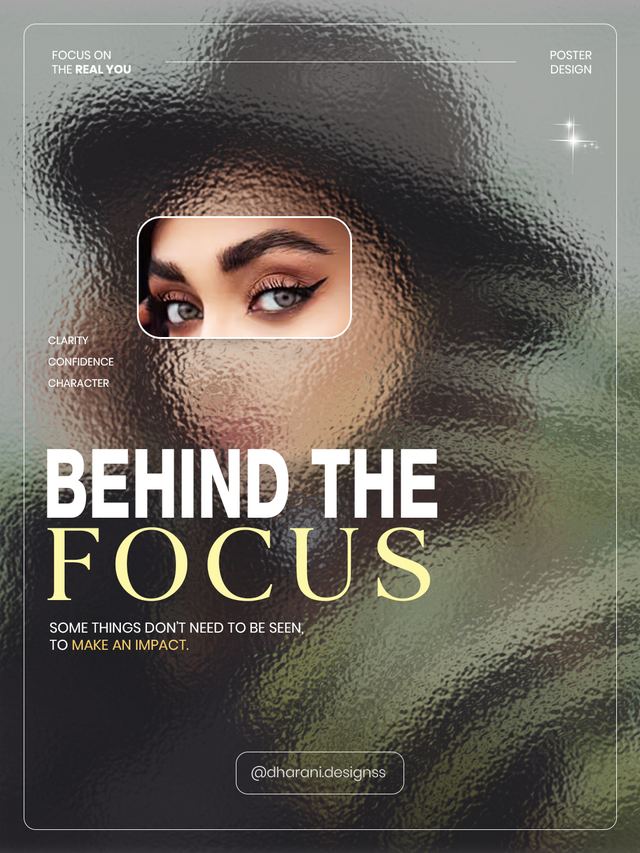 FOCUS ON
THE REAL YOU
POSTER
DESIGN
CLARITY
CONFIDENCE
CHARACTER
BEHIND THE
FOCUS
SOME THINGS DON'T NEED TO BE SEEN,
TO MAKE AN IMPACT.
@dharani.designss